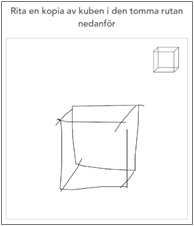 Rita en kopia av kuben i den tomma rutan
nedanför